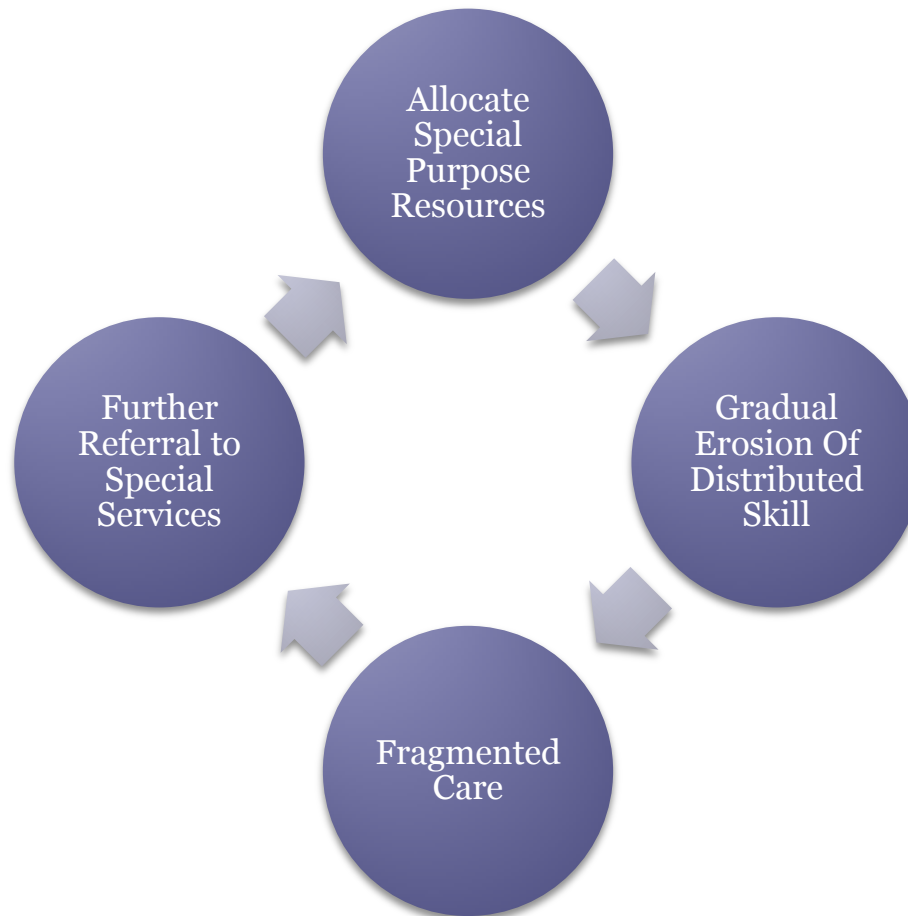 Allocate
Special
Purpose
Resources
Gradual
Erosion Of
Distributed
Skill
Fragmented
Care
Further
Referral to
Special
Services